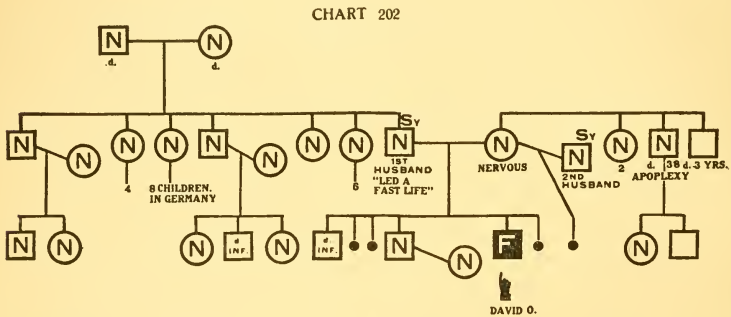 CHART 202
N N
.d. d.
Sy
N N N N N N N N N Sy N N
N N N
4 8 CHILDREN. IN GERMANY 6 1ST HUSBAND "LED A FAST LIFE" NERVOUS 2ND HUSBAND 2 d. 38 d.-3 YRS.
APOPLEXY
N N N d INF. N d. INF. N N F N
DAVID O.